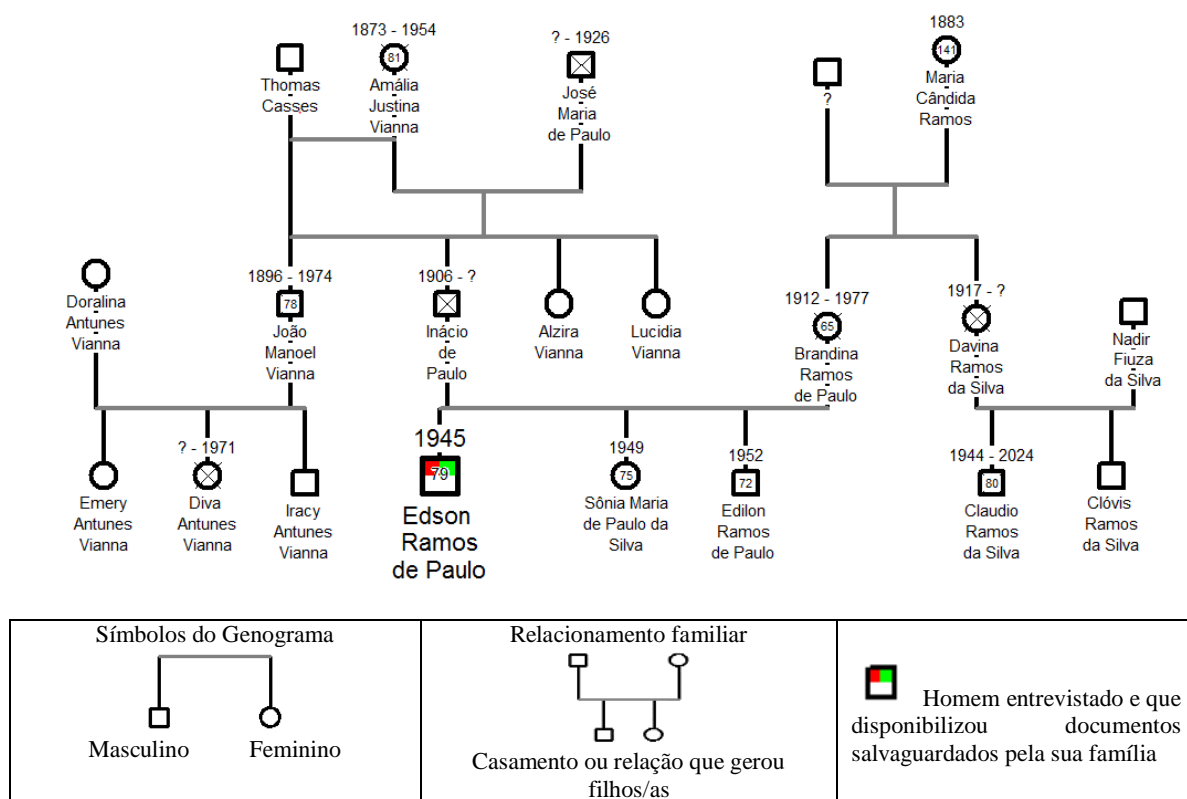 1873 - 1954
? - 1926
1883
81
141
Thomas
Casses
Amália
Justina
Vianna
José
Maria
de Paulo
?
Maria
Cândida
Ramos
1896 - 1974
1906 - ?
1912 - 1977
1917 - ?
78
65
Doralina
Antunes
Vianna
João
Manoel
Vianna
Inácio
de
Paulo
Alzira
Vianna
Lucidia
Vianna
Brandina
Ramos
de Paulo
Davina
Ramos
da Silva
Nadir
Fiuza
da Silva
? - 1971
1945
1949
1952
1944 - 2024
79
75
72
80
Emery
Antunes
Vianna
Diva
Antunes
Vianna
Iracy
Antunes
Vianna
Edson
Ramos
de Paulo
Sônia Maria
de Paulo da
Silva
Edilon
Ramos
de Paulo
Claudio
Ramos
da Silva
Clóvis
Ramos
da Silva
Símbolos do Genograma
Masculino Feminino
Relacionamento familiar
Casamento ou relação que gerou
filhos/as
Homem entrevistado e que
disponibilizou documentos
salvaguardados pela sua família